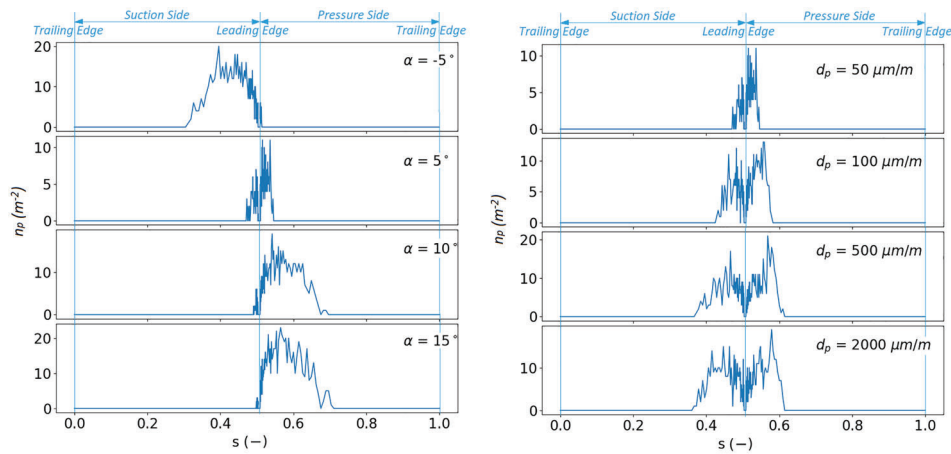 Suction Side Pressure Side
Trailing Edge Leading Edge Trailing Edge
20
10
0
α = -5°
10
5
0
α = 5°
10
0
α = 10°
20
10
0
α = 15°
n_p (m⁻²)
0.0 0.2 0.4 0.6 0.8 1.0
s (−)
Suction Side Pressure Side
Trailing Edge Leading Edge Trailing Edge
10
5
0
d_p = 50 μm/m
10
5
0
d_p = 100 μm/m
20
10
0
d_p = 500 μm/m
10
0
d_p = 2000 μm/m
n_p (m⁻²)
0.0 0.2 0.4 0.6 0.8 1.0
s (−)